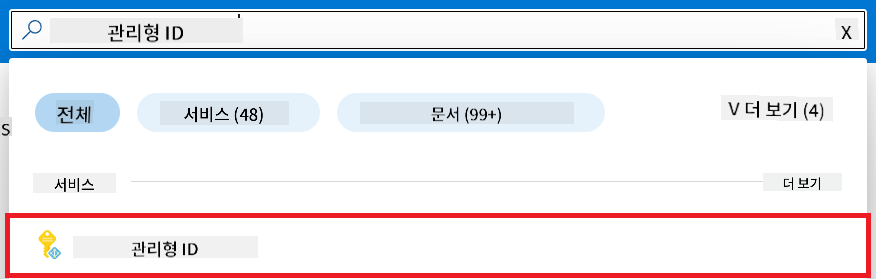 관리형 ID X
전체 서비스 (48) 문서 (99+) V 더 보기 (4)
s
서비스 더 보기
관리형 ID